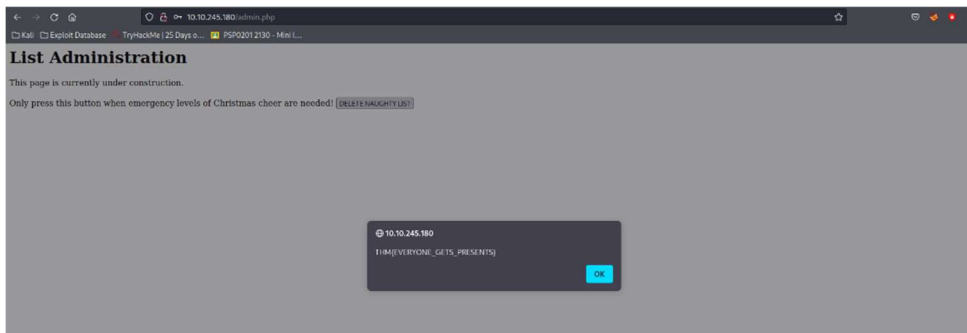 10.10.245.180/admin.php
Kali Exploit Database TryHackMe | 25 Days o... PSP0201 2130 - Mini I...
List Administration
This page is currently under construction.
Only press this button when emergency levels of Christmas cheer are needed! DELETE NAUGHTY LIST
10.10.245.180
THM{EVERYONE_GETS_PRESENTS}
OK